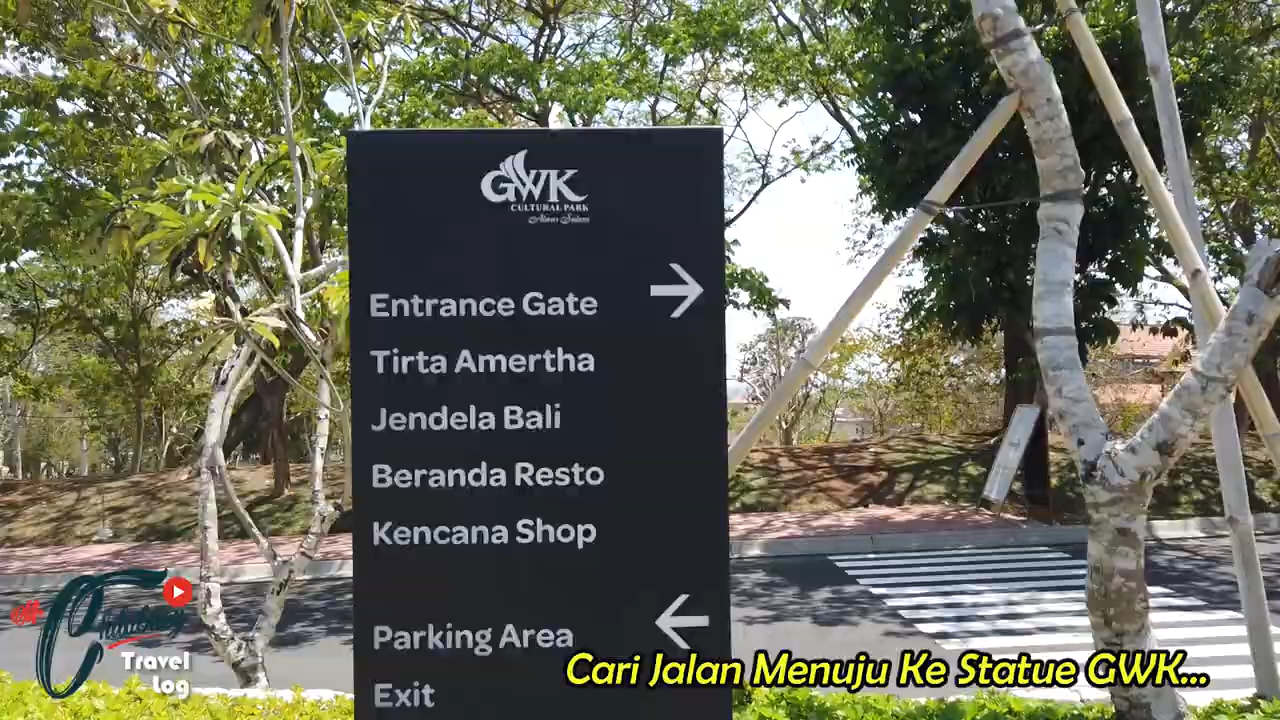 GWK
CULTURAL PARK
Entrance Gate
Tirta Amertha
Jendela Bali
Beranda Resto
Kencana Shop
Parking Area
Exit
Cari Jalan Menuju Ke Statue GWK...
Travel
Log